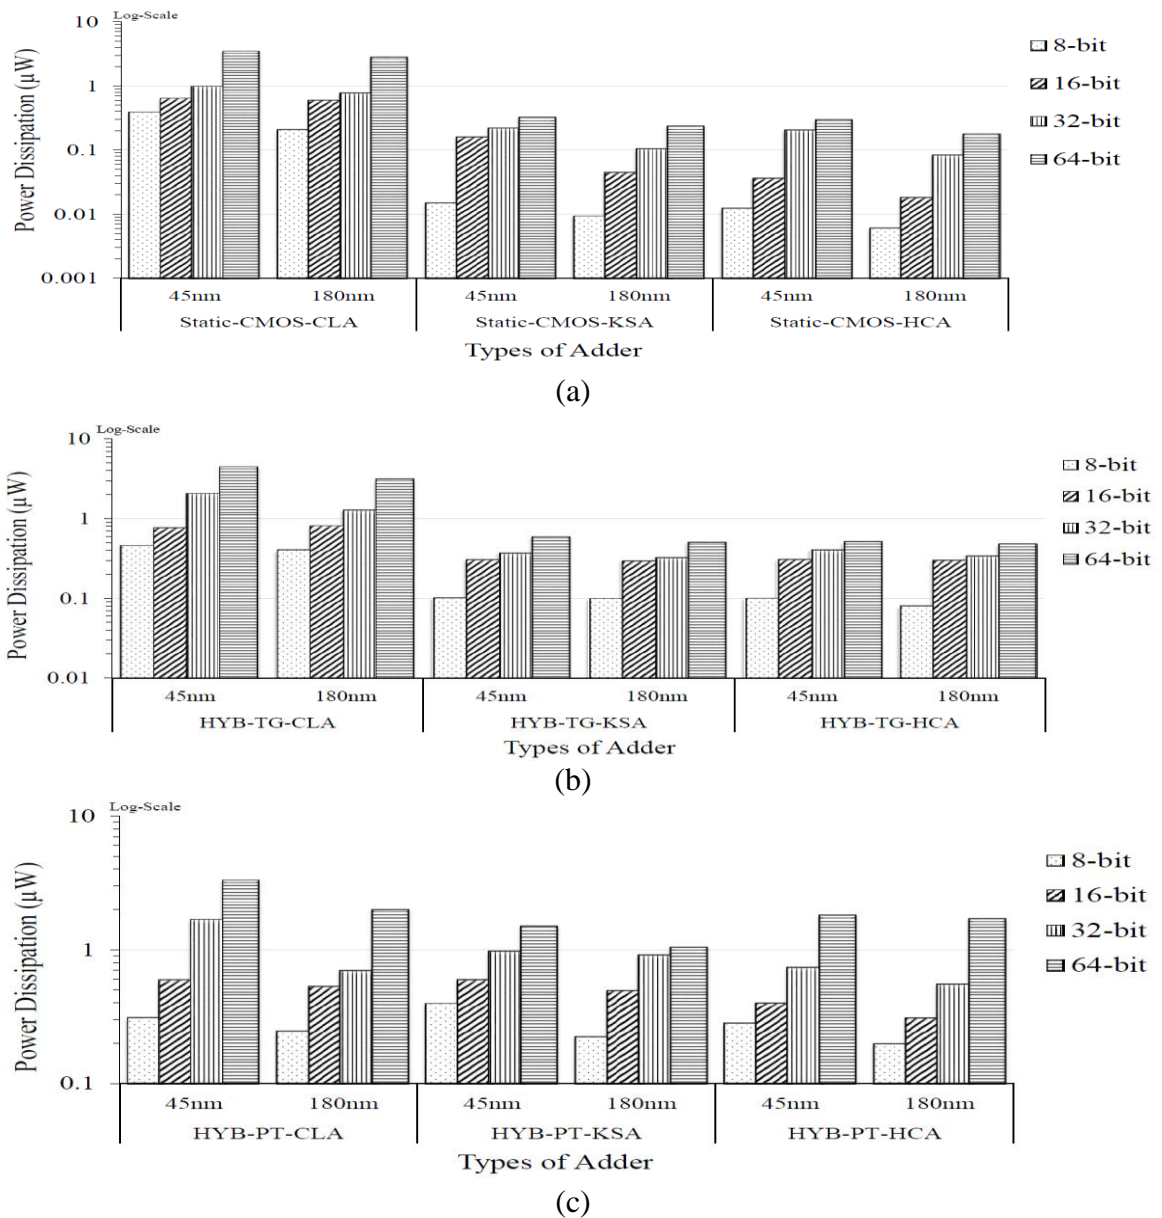 Log-Scale
10
1
0.1
0.01
0.001
Power Dissipation (µW)
8-bit
16-bit
32-bit
64-bit
45nm 180nm 45nm 180nm 45nm 180nm
Static-CMOS-CLA Static-CMOS-KSA Static-CMOS-HCA
Types of Adder
(a)
Log-Scale
10
1
0.1
0.01
Power Dissipation (µW)
8-bit
16-bit
32-bit
64-bit
45nm 180nm 45nm 180nm 45nm 180nm
HYB-TG-CLA HYB-TG-KSA HYB-TG-HCA
Types of Adder
(b)
Log-Scale
10
1
0.1
Power Dissipation (µW)
8-bit
16-bit
32-bit
64-bit
45nm 180nm 45nm 180nm 45nm 180nm
HYB-PT-CLA HYB-PT-KSA HYB-PT-HCA
Types of Adder
(c)